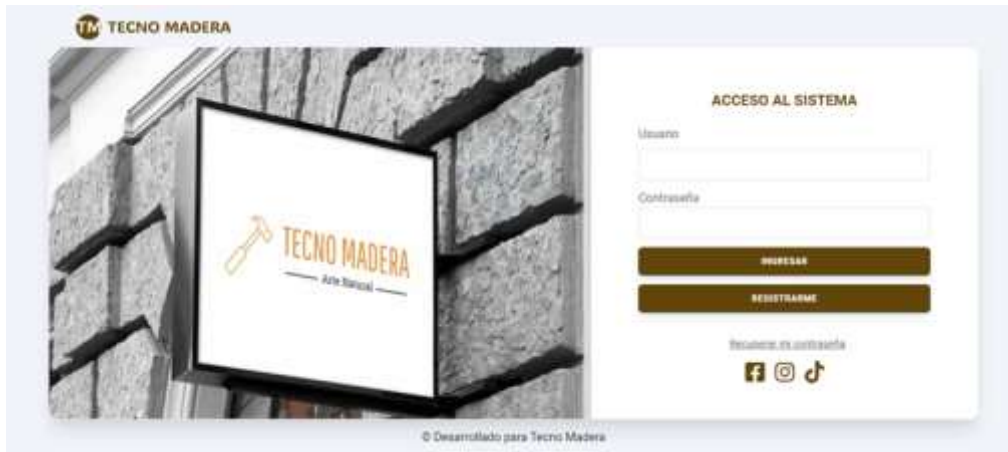 TM TECNO MADERA
TECNO MADERA
Arte Natural
ACCESO AL SISTEMA
Usuario
Contraseña
INGRESAR
REGISTRARME
Recuperar mi contraseña
© Desarrollado para Tecno Madera